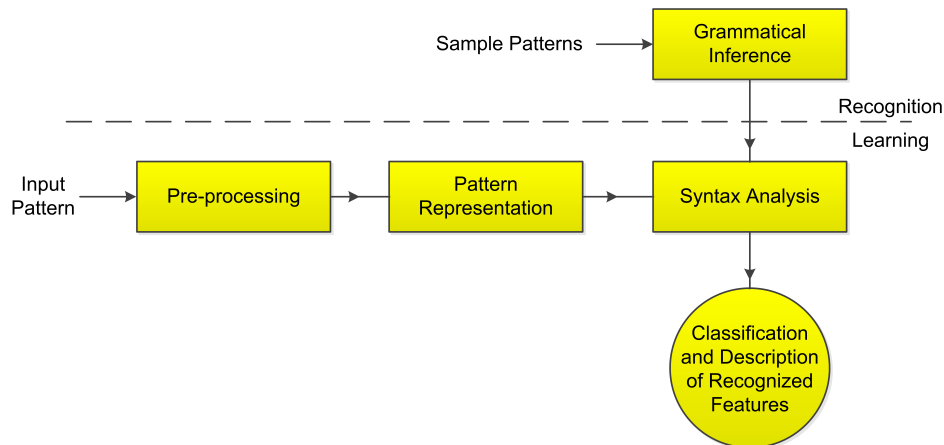 Sample Patterns
Grammatical
Inference
Recognition
Learning
Input
Pattern
Pre-processing
Pattern
Representation
Syntax Analysis
Classification
and Description
of Recognized
Features